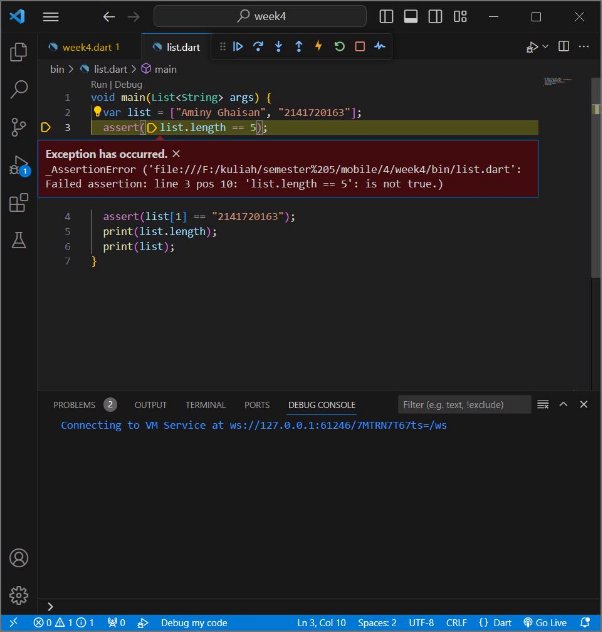 week4
week4.dart 1
list.dart
bin > list.dart > main
Run | Debug
1 void main(List<String> args) {
2 var list = ["Aminy Ghaisan", "2141720163"];
3 assert(list.length == 5);
Exception has occurred. ×
_AssertionError ('file:///F:/kuliah/semester%205/mobile/4/week4/bin/list.dart':
Failed assertion: line 3 pos 10: 'list.length == 5': is not true.)
4 assert(list[1] == "2141720163");
5 print(list.length);
6 print(list);
7 }
1
PROBLEMS 2 OUTPUT TERMINAL PORTS DEBUG CONSOLE Filter (e.g. text, !exclude)
Connecting to VM Service at ws://127.0.0.1:61246/7MTRN7T67ts=/ws
>
0 1 1 0 Debug my code Ln 3, Col 10 Spaces: 2 UTF-8 CRLF {} Dart Go Live